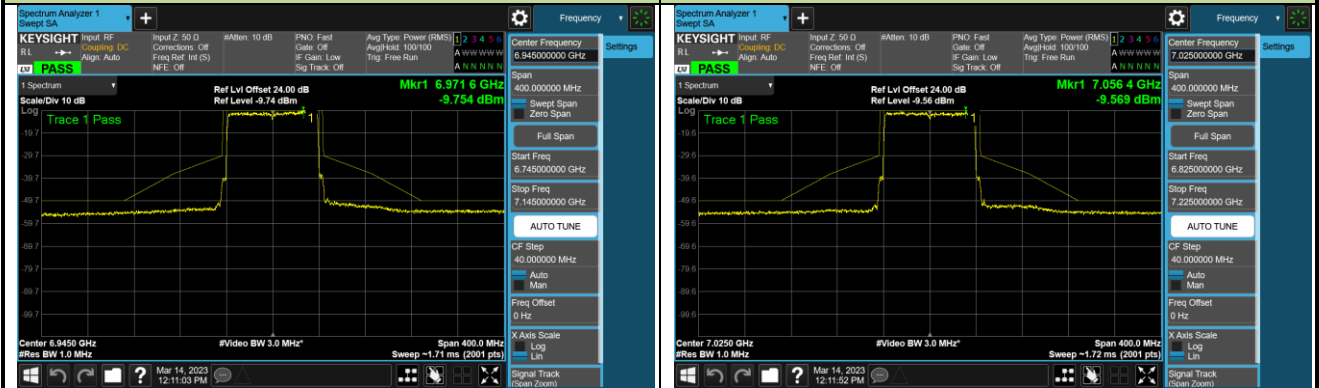 Spectrum Analyzer 1
Swept SA
+
Frequency
KEYSIGHT
RL
Input: RF
Coupling: DC
Align: Auto
Input Z: 50 Ω
Corrections: Off
Freq Ref: Int (S)
NFE: Off
#Atten: 10 dB
PNO: Fast
Gate: Off
IF Gain: Low
Sig Track: Off
Avg Type: Power (RMS)
Avg|Hold: 100/100
Trig: Free Run
1 2 3 4 5 6
A W W W W W
A N N N N N
LXI PASS
Center Frequency
6.945000000 GHz
Settings
1 Spectrum
Scale/Div 10 dB
Ref Lvl Offset 24.00 dB
Ref Level -9.74 dBm
Mkr1 6.971 6 GHz
-9.754 dBm
Span
400.000000 MHz
Swept Span
Zero Span
Full Span
Start Freq
6.745000000 GHz
Stop Freq
7.145000000 GHz
AUTO TUNE
CF Step
40.000000 MHz
Auto
Man
Freq Offset
0 Hz
X Axis Scale
Log
Lin
Signal Track
(Span Zoom)
Log
Trace 1 Pass
1
-19.7
-29.7
-39.7
-49.7
-59.7
-69.7
-79.7
-89.7
-99.7
Center 6.9450 GHz
#Res BW 1.0 MHz
#Video BW 3.0 MHz*
Span 400.0 MHz
Sweep ~1.71 ms (2001 pts)
?
Mar 14, 2023
12:11:03 PM
Spectrum Analyzer 1
Swept SA
+
Frequency
KEYSIGHT
RL
Input: RF
Coupling: DC
Align: Auto
Input Z: 50 Ω
Corrections: Off
Freq Ref: Int (S)
NFE: Off
#Atten: 10 dB
PNO: Fast
Gate: Off
IF Gain: Low
Sig Track: Off
Avg Type: Power (RMS)
Avg|Hold: 100/100
Trig: Free Run
1 2 3 4 5 6
A W W W W W
A N N N N N
LXI PASS
Center Frequency
7.025000000 GHz
Settings
1 Spectrum
Scale/Div 10 dB
Ref Lvl Offset 24.00 dB
Ref Level -9.56 dBm
Mkr1 7.056 4 GHz
-9.569 dBm
Span
400.000000 MHz
Swept Span
Zero Span
Full Span
Start Freq
6.825000000 GHz
Stop Freq
7.225000000 GHz
AUTO TUNE
CF Step
40.000000 MHz
Auto
Man
Freq Offset
0 Hz
X Axis Scale
Log
Lin
Signal Track
(Span Zoom)
Log
Trace 1 Pass
1
-19.6
-29.6
-39.6
-49.6
-59.6
-69.6
-79.6
-89.6
-99.6
Center 7.0250 GHz
#Res BW 1.0 MHz
#Video BW 3.0 MHz*
Span 400.0 MHz
Sweep ~1.72 ms (2001 pts)
?
Mar 14, 2023
12:11:52 PM